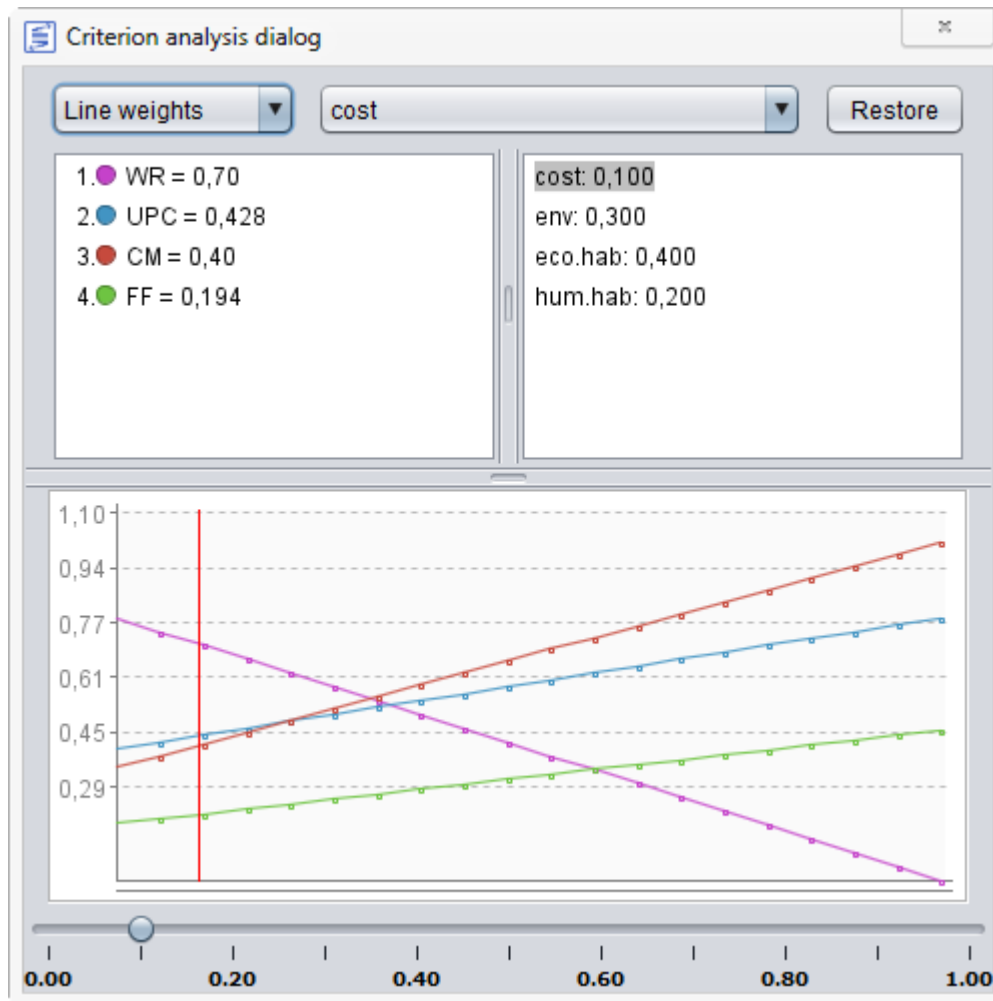 Criterion analysis dialog
Line weights cost Restore
1. WR = 0,70
2. UPC = 0,428
3. CM = 0,40
4. FF = 0,194
cost: 0,100
env: 0,300
eco.hab: 0,400
hum.hab: 0,200
1,10
0,94
0,77
0,61
0,45
0,29
0.00 0.20 0.40 0.60 0.80 1.00